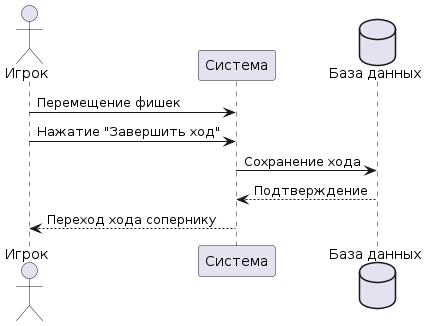 Игрок
Система
База данных
Перемещение фишек
Нажатие "Завершить ход"
Сохранение хода
Подтверждение
Переход хода сопернику
Игрок
Система
База данных